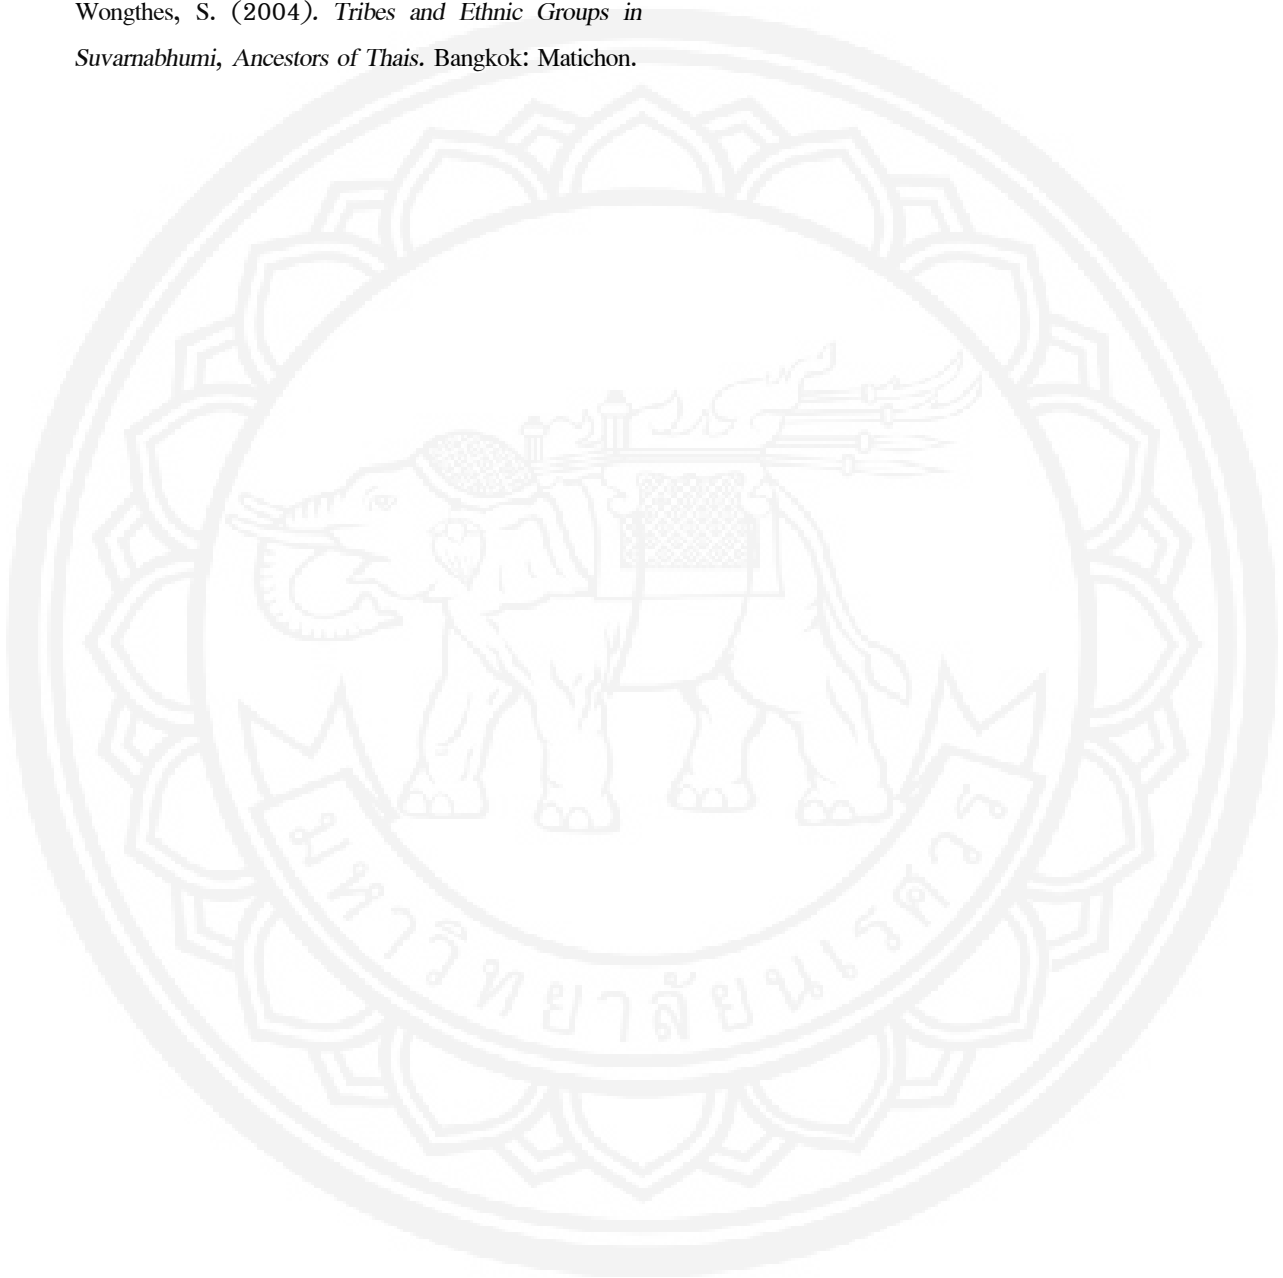 Wongthes, S. (2004). Tribes and Ethnic Groups in
Suvarnabhumi, Ancestors of Thais. Bangkok: Matichon.
มหาวิทยาลัยนเรศวร